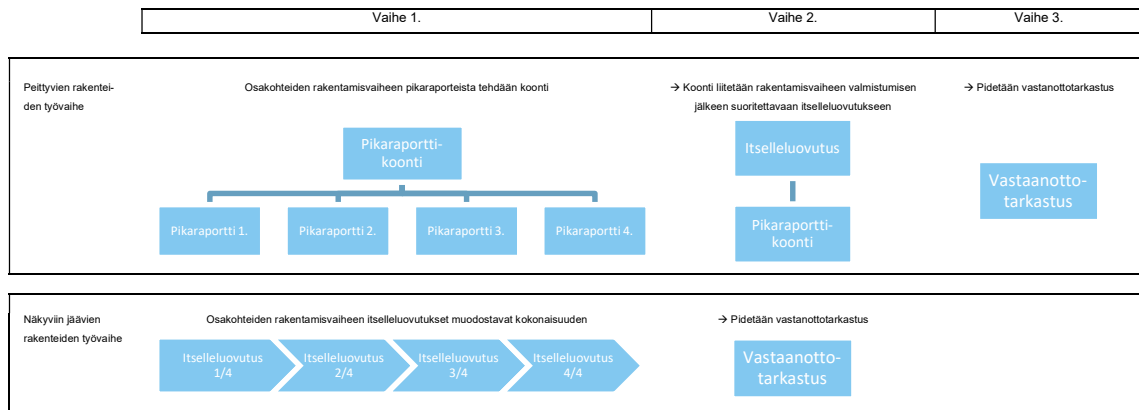 Vaihe 1.
Vaihe 2.
Vaihe 3.
Peittyvien rakentei-
den työvaihe
Osakohteiden rakentamisvaiheen pikaraporteista tehdään koonti
→ Koonti liitetään rakentamisvaiheen valmistumisen
jälkeen suoritettavaan itselleluovutukseen
→ Pidetään vastanottotarkastus
Pikaraportti-
koonti
Pikaraportti 1.
Pikaraportti 2.
Pikaraportti 3.
Pikaraportti 4.
Itselleluovutus
Pikaraportti-
koonti
Vastaanotto-
tarkastus
Näkyviin jäävien
rakenteiden työvaihe
Osakohteiden rakentamisvaiheen itselleluovutukset muodostavat kokonaisuuden
→ Pidetään vastanottotarkastus
Itselleluovutus
1/4
Itselleluovutus
2/4
Itselleluovutus
3/4
Itselleluovutus
4/4
Vastaanotto-
tarkastus